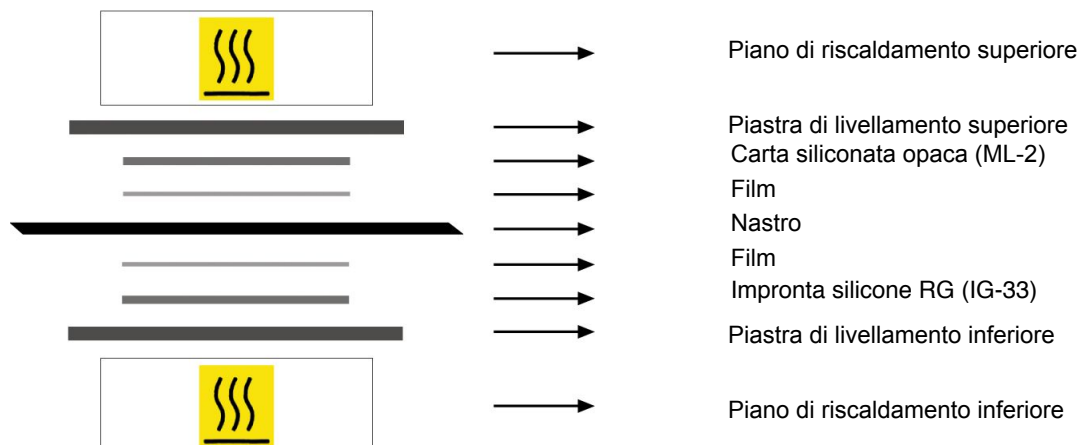 Piano di riscaldamento superiore
Piastra di livellamento superiore
Carta siliconata opaca (ML-2)
Film
Nastro
Film
Impronta silicone RG (IG-33)
Piastra di livellamento inferiore
Piano di riscaldamento inferiore